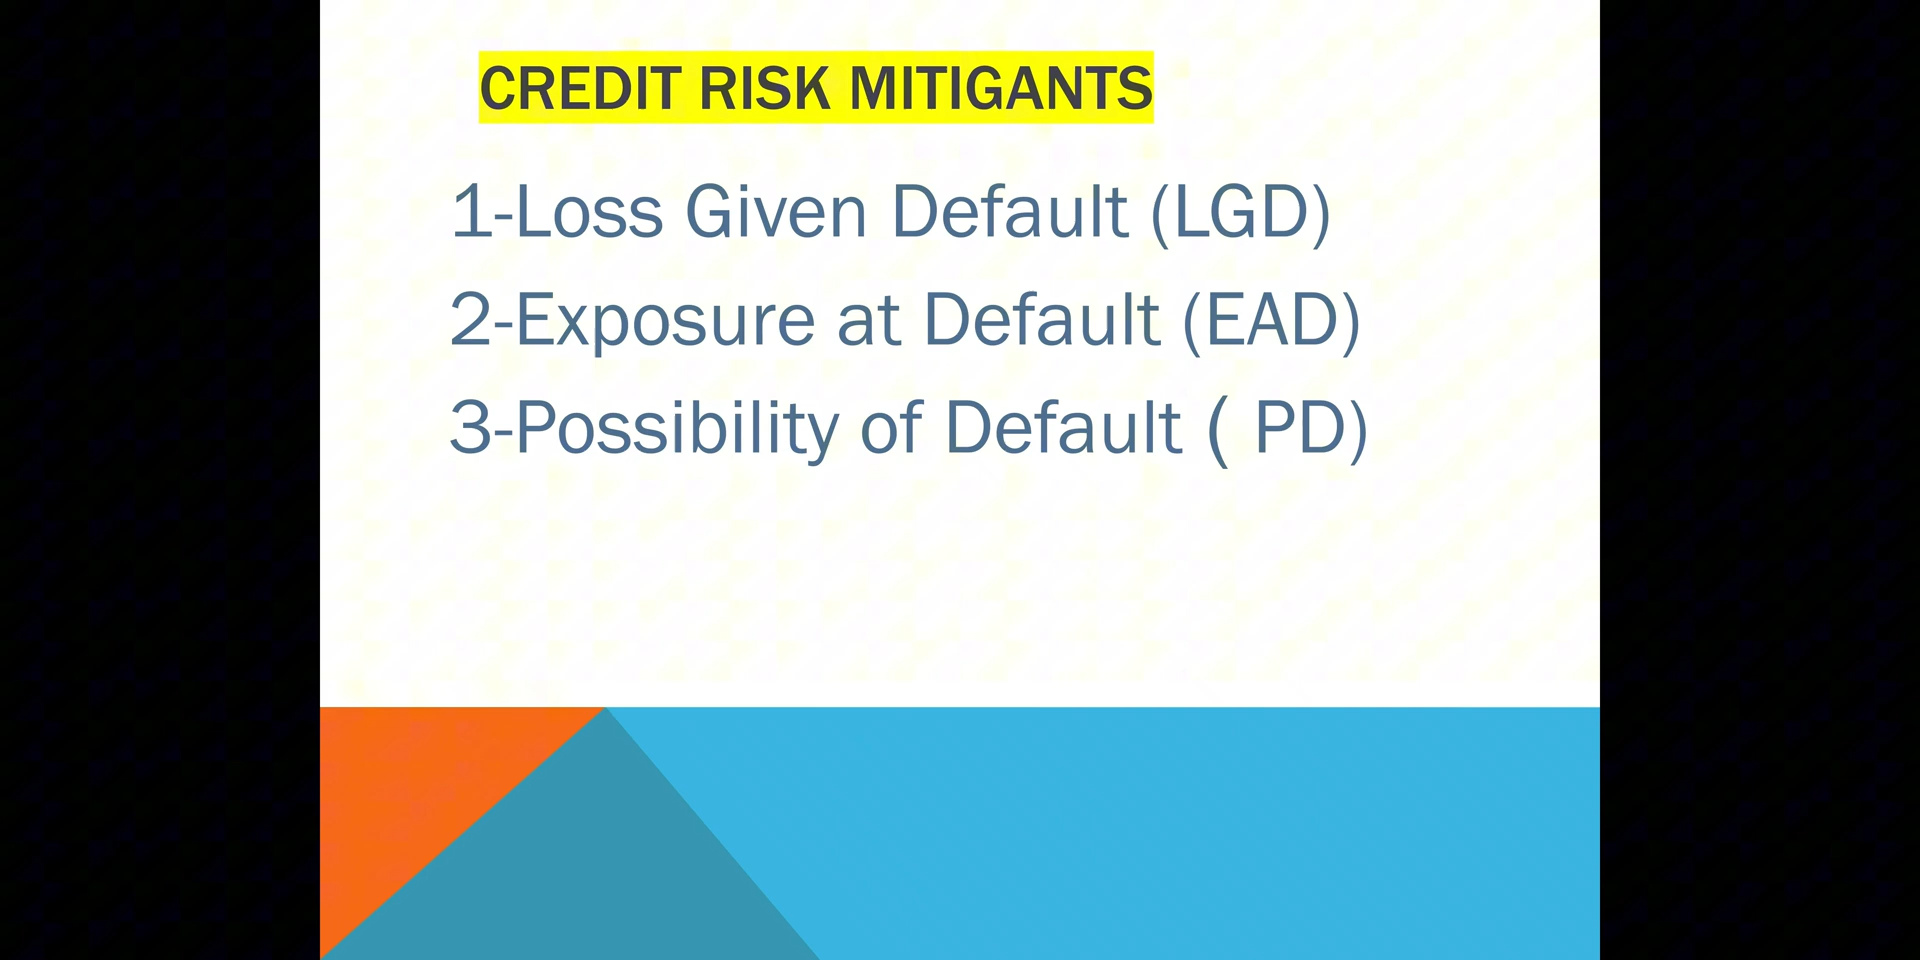 CREDIT RISK MITIGANTS
1-Loss Given Default (LGD)
2-Exposure at Default (EAD)
3-Possibility of Default ( PD)